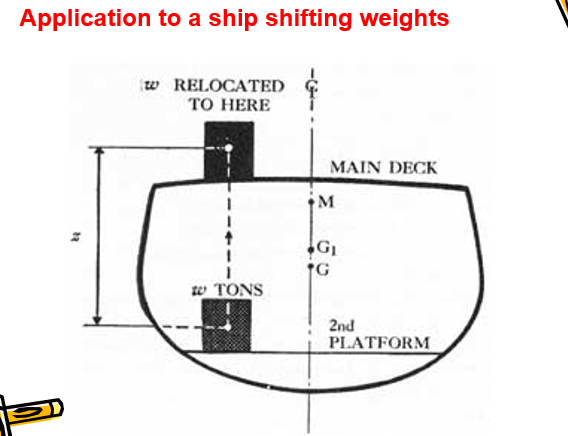 Application to a ship shifting weights
w RELOCATED
TO HERE
MAIN DECK
M
G1
G
w TONS
z
2nd
PLATFORM